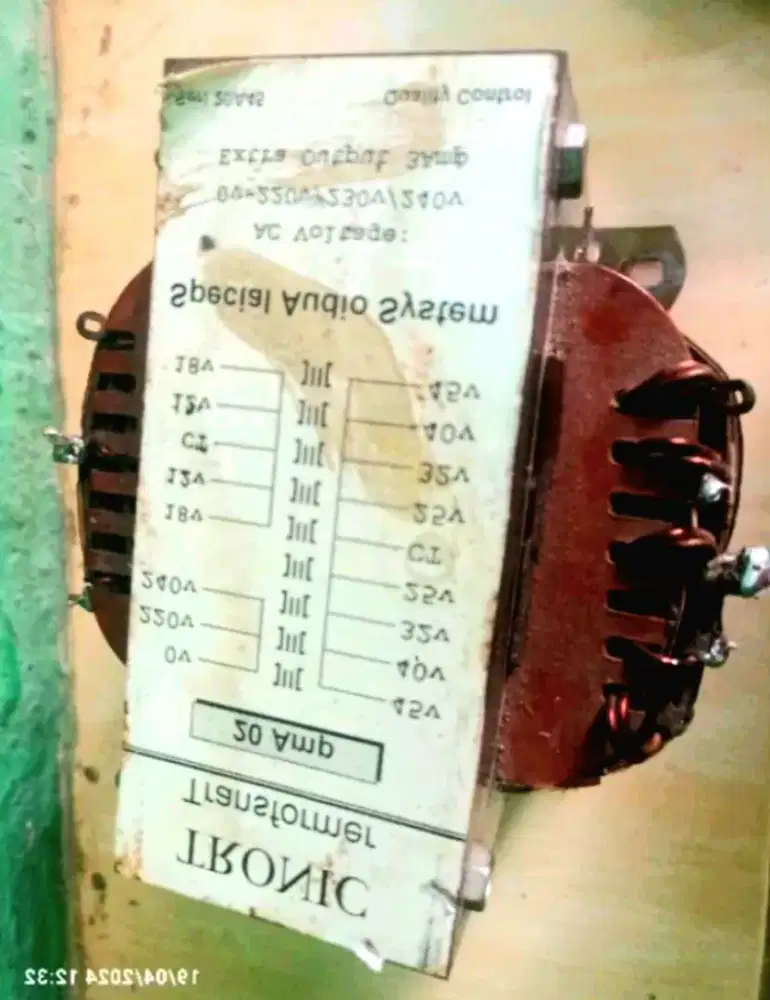 TRONIC
Transformer
20 Amp
0v
220v
240v
18v
12v
CT
12v
18v
45v
40v
32v
25v
CT
25v
32v
40v
45v
Special Audio System
AC Voltage:
0v-220v/230v/240v
Extra Output 3Amp
Seri 20A45 Quality Control
19/04/2024 12:32